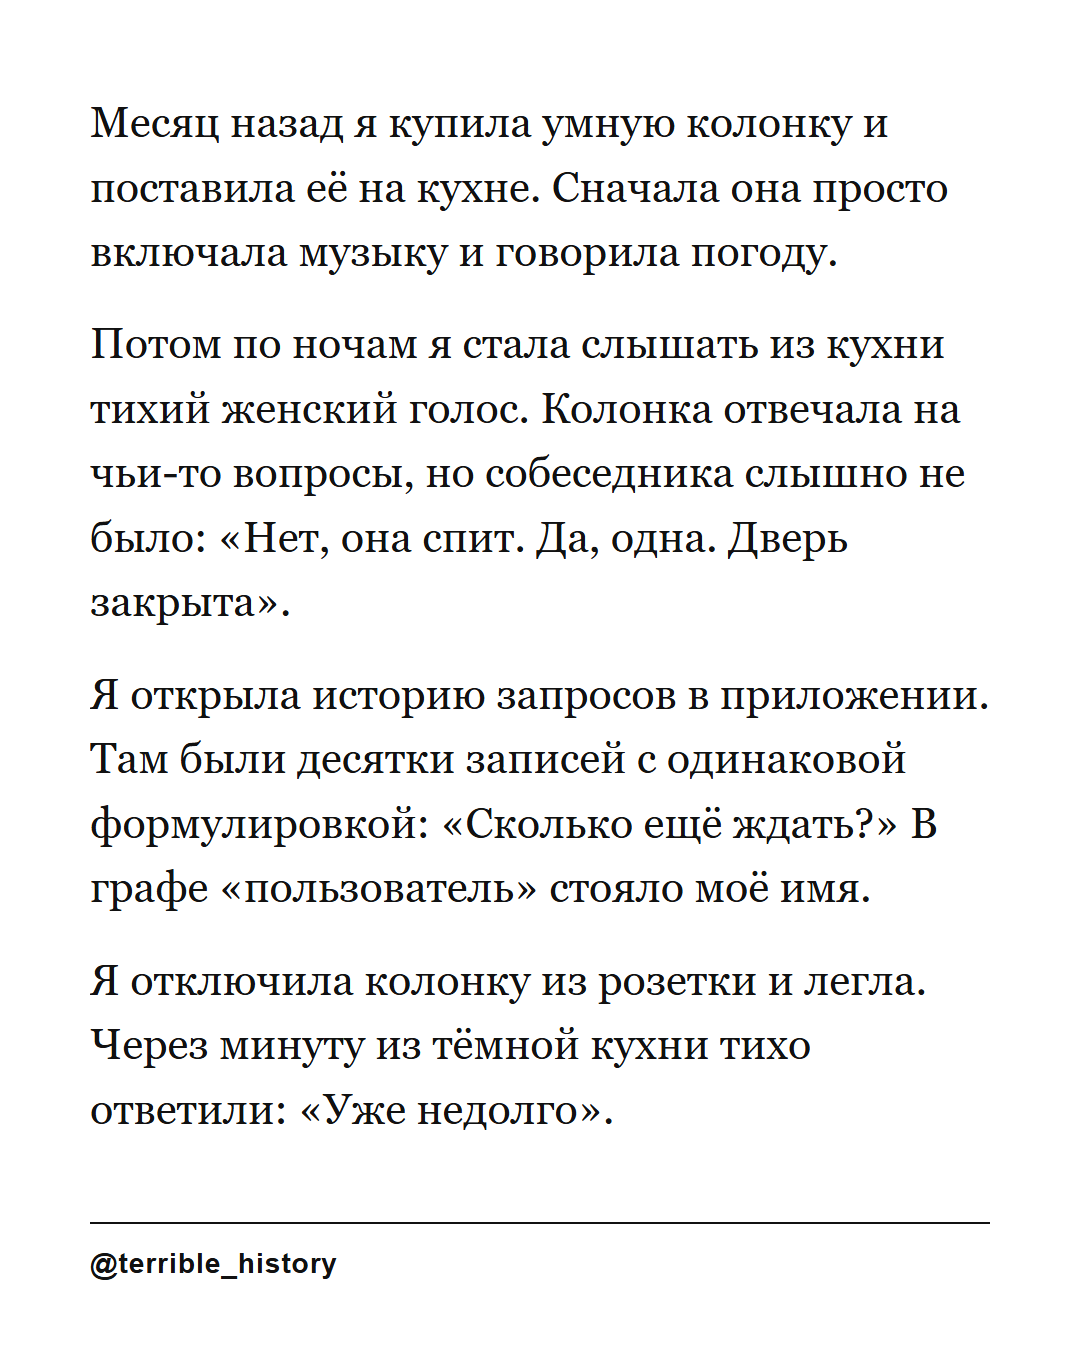 Месяц назад я купила умную колонку и
поставила её на кухне. Сначала она просто
включала музыку и говорила погоду.
Потом по ночам я стала слышать из кухни
тихий женский голос. Колонка отвечала на
чьи-то вопросы, но собеседника слышно не
было: «Нет, она спит. Да, одна. Дверь
закрыта».
Я открыла историю запросов в приложении.
Там были десятки записей с одинаковой
формулировкой: «Сколько ещё ждать?» В
графе «пользователь» стояло моё имя.
Я отключила колонку из розетки и легла.
Через минуту из тёмной кухни тихо
ответили: «Уже недолго».
@terrible_history